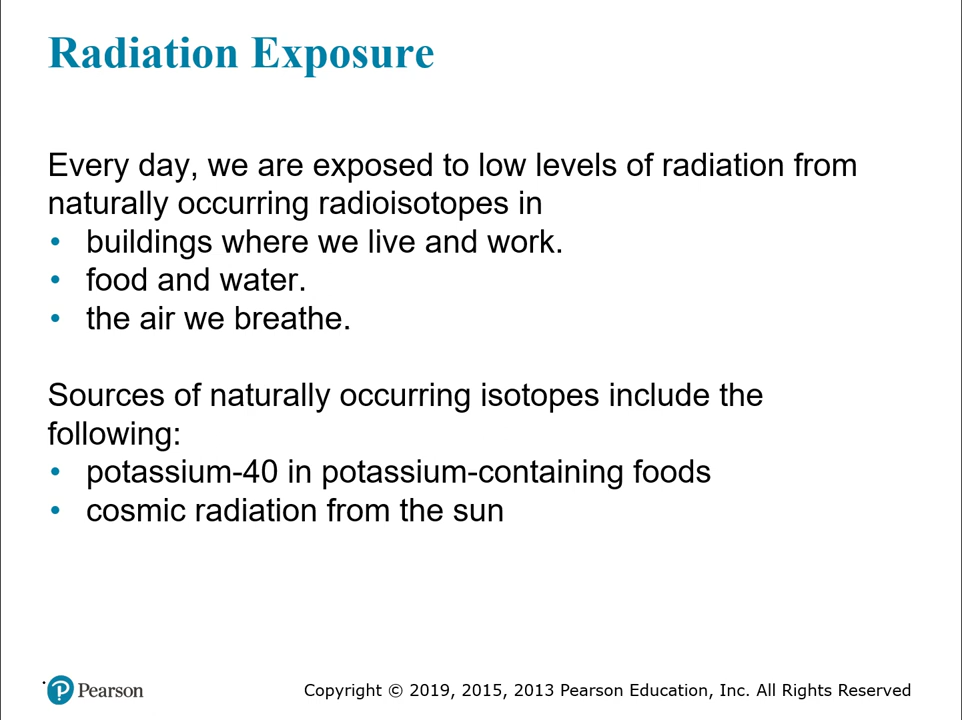 Radiation Exposure
Every day, we are exposed to low levels of radiation from
naturally occurring radioisotopes in
• buildings where we live and work.
• food and water.
• the air we breathe.
Sources of naturally occurring isotopes include the
following:
• potassium-40 in potassium-containing foods
• cosmic radiation from the sun
. P Pearson
Copyright © 2019, 2015, 2013 Pearson Education, Inc. All Rights Reserved